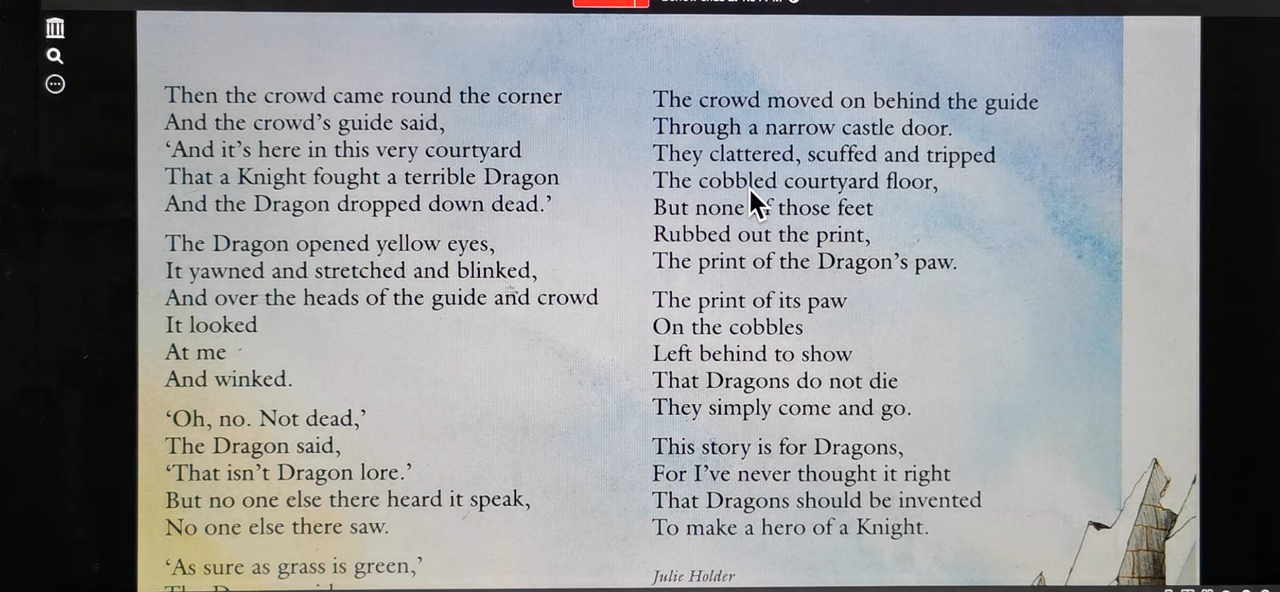 Then the crowd came round the corner
And the crowd's guide said,
‘And it's here in this very courtyard
That a Knight fought a terrible Dragon
And the Dragon dropped down dead.’
The Dragon opened yellow eyes,
It yawned and stretched and blinked,
And over the heads of the guide and crowd
It looked
At me
And winked.
‘Oh, no. Not dead,’
The Dragon said,
‘That isn't Dragon lore.’
But no one else there heard it speak,
No one else there saw.
‘As sure as grass is green,’
The crowd moved on behind the guide
Through a narrow castle door.
They clattered, scuffed and tripped
The cobbled courtyard floor,
But none of those feet
Rubbed out the print,
The print of the Dragon's paw.
The print of its paw
On the cobbles
Left behind to show
That Dragons do not die
They simply come and go.
This story is for Dragons,
For I've never thought it right
That Dragons should be invented
To make a hero of a Knight.
Julie Holder